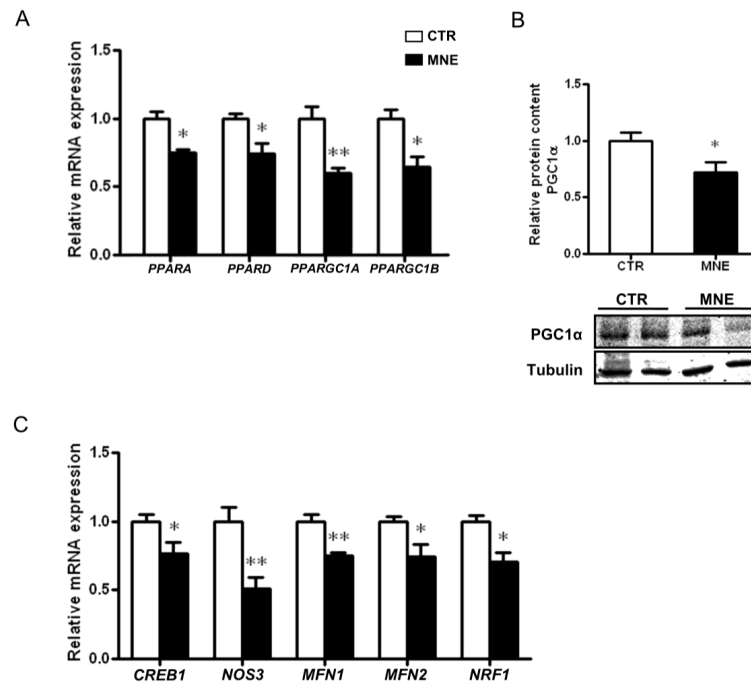 A
CTR
MNE
Relative mRNA expression
1.5
1.0
0.5
0.0
* * ** *
PPARA PPARD PPARGC1A PPARGC1B
B
Relative protein content
PGC1α
1.5
1.0
0.5
0.0
*
CTR MNE
CTR MNE
PGC1α
Tubulin
C
Relative mRNA expression
1.5
1.0
0.5
0.0
* ** ** * *
CREB1 NOS3 MFN1 MFN2 NRF1